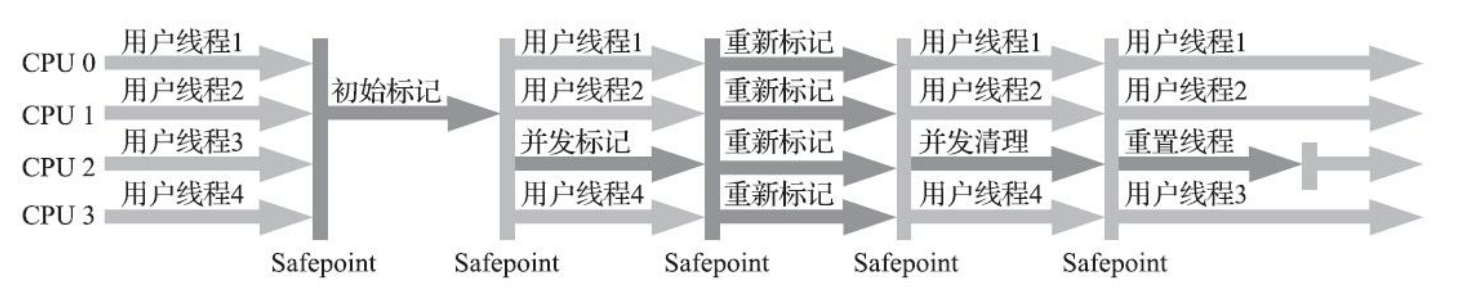 用户线程1 用户线程1 重新标记 用户线程1 用户线程1
CPU 0
用户线程2 初始标记 用户线程2 重新标记 用户线程2 用户线程2
CPU 1
用户线程3 并发标记 重新标记 并发清理 重置线程
CPU 2
用户线程4 用户线程4 重新标记 用户线程4 用户线程3
CPU 3
Safepoint Safepoint Safepoint Safepoint Safepoint